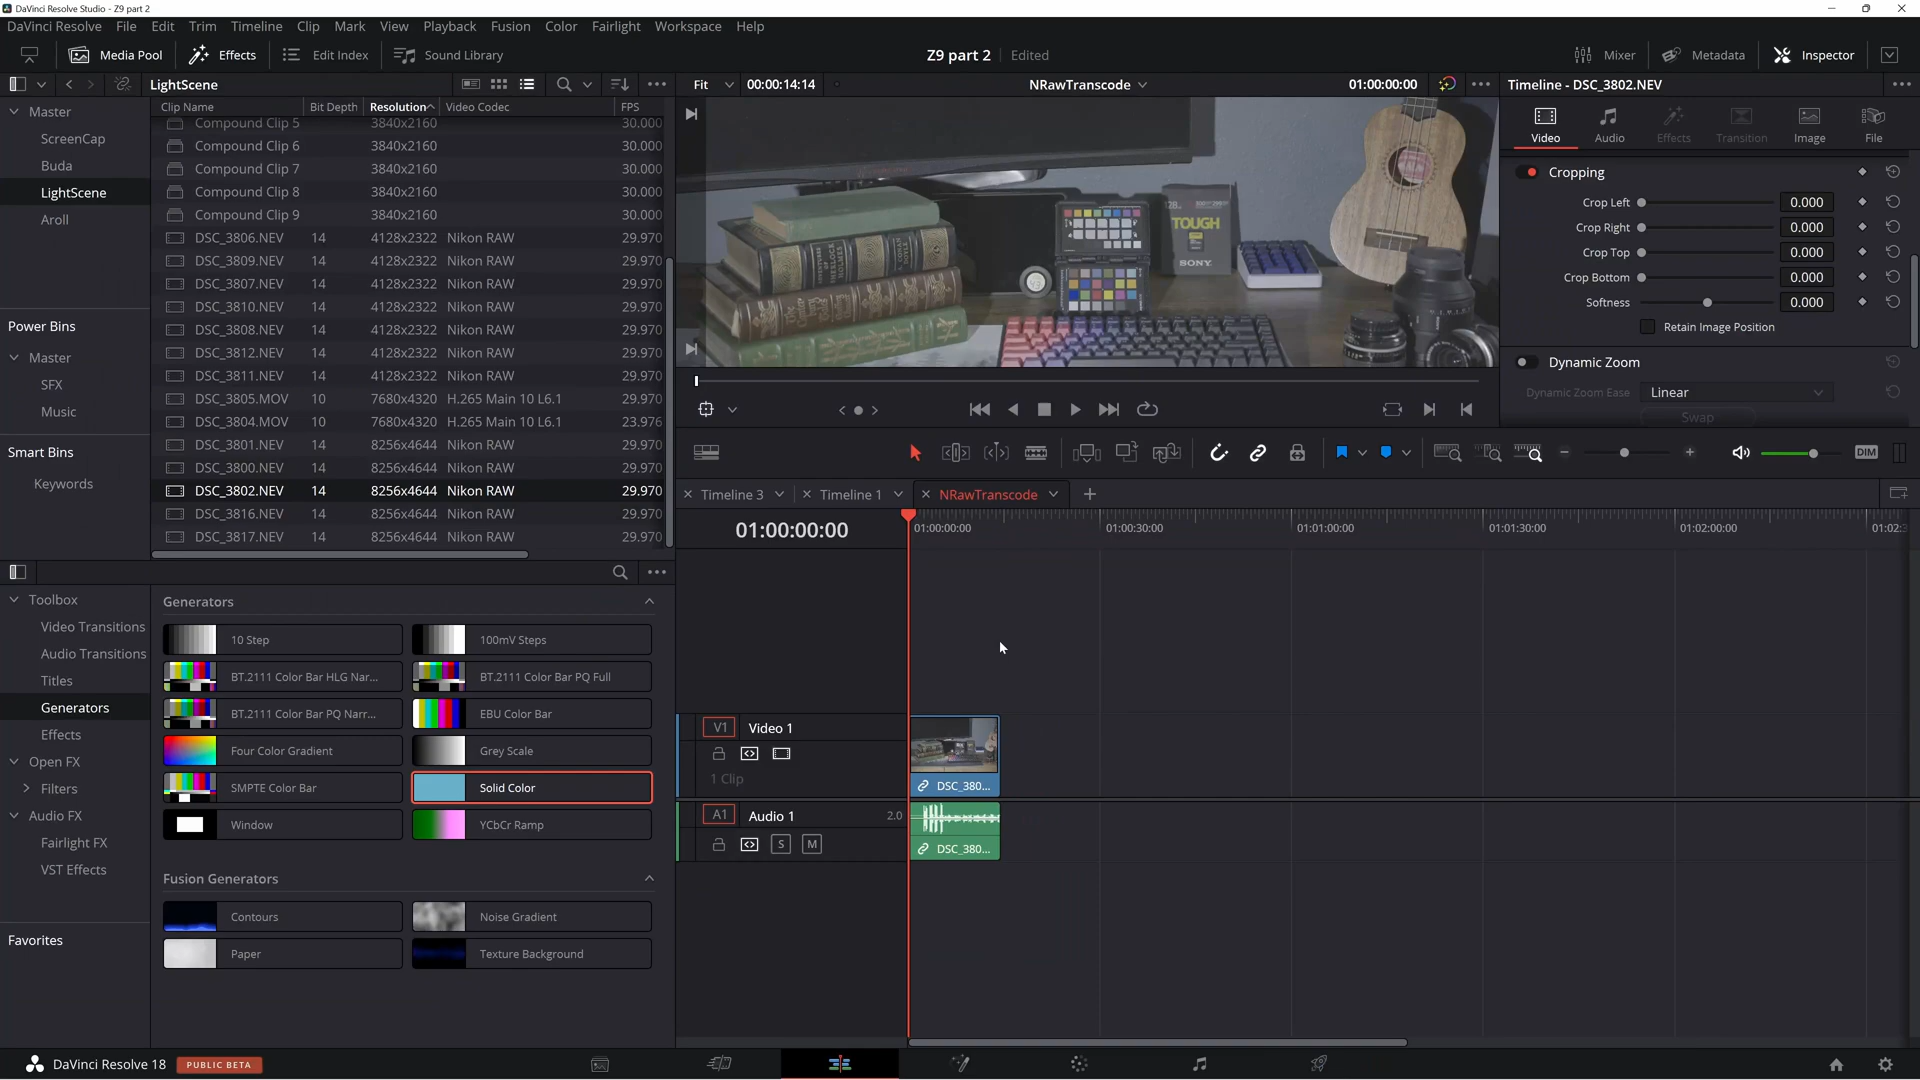 DaVinci Resolve Studio - Z9 part 2
DaVinci Resolve File Edit Trim Timeline Clip Mark View Playback Fusion Color Fairlight Workspace Help
Media Pool Effects Edit Index Sound Library Z9 part 2 Edited Mixer Metadata Inspector
LightScene Fit 00:00:14:14 NRawTranscode 01:00:00:00 Timeline - DSC_3802.NEV
Clip Name Bit Depth Resolution Video Codec FPS
Video Audio Effects Transition Image File
Master
ScreenCap
Buda
LightScene
Aroll
Power Bins
Master
SFX
Music
Smart Bins
Keywords
Compound Clip 5 3840x2160 30.000
Compound Clip 6 3840x2160 30.000
Compound Clip 7 3840x2160 30.000
Compound Clip 8 3840x2160 30.000
Compound Clip 9 3840x2160 30.000
DSC_3806.NEV 14 4128x2322 Nikon RAW 29.970
DSC_3809.NEV 14 4128x2322 Nikon RAW 29.970
DSC_3807.NEV 14 4128x2322 Nikon RAW 29.970
DSC_3810.NEV 14 4128x2322 Nikon RAW 29.970
DSC_3808.NEV 14 4128x2322 Nikon RAW 29.970
DSC_3812.NEV 14 4128x2322 Nikon RAW 29.970
DSC_3811.NEV 14 4128x2322 Nikon RAW 29.970
DSC_3805.MOV 10 7680x4320 H.265 Main 10 L6.1 29.970
DSC_3804.MOV 10 7680x4320 H.265 Main 10 L6.1 23.976
DSC_3801.NEV 14 8256x4644 Nikon RAW 29.970
DSC_3800.NEV 14 8256x4644 Nikon RAW 29.970
DSC_3802.NEV 14 8256x4644 Nikon RAW 29.970
DSC_3816.NEV 14 8256x4644 Nikon RAW 29.970
DSC_3817.NEV 14 8256x4644 Nikon RAW 29.970
TOUGH
SONY
Cropping
Crop Left 0.000
Crop Right 0.000
Crop Top 0.000
Crop Bottom 0.000
Softness 0.000
Retain Image Position
Dynamic Zoom
Dynamic Zoom Ease Linear
Swap
DIM
Timeline 3 Timeline 1 NRawTranscode
01:00:00:00 01:00:00:00 01:00:30:00 01:01:00:00 01:01:30:00 01:02:00:00
V1 Video 1
1 Clip
DSC_380...
A1 Audio 1 2.0
S M
DSC_380...
Toolbox
Video Transitions
Audio Transitions
Titles
Generators
Effects
Open FX
Filters
Audio FX
Fairlight FX
VST Effects
Favorites
Generators
10 Step 100mV Steps
BT.2111 Color Bar HLG Nar... BT.2111 Color Bar PQ Full
BT.2111 Color Bar PQ Narr... EBU Color Bar
Four Color Gradient Grey Scale
SMPTE Color Bar Solid Color
Window YCbCr Ramp
Fusion Generators
Contours Noise Gradient
Paper Texture Background
DaVinci Resolve 18 PUBLIC BETA